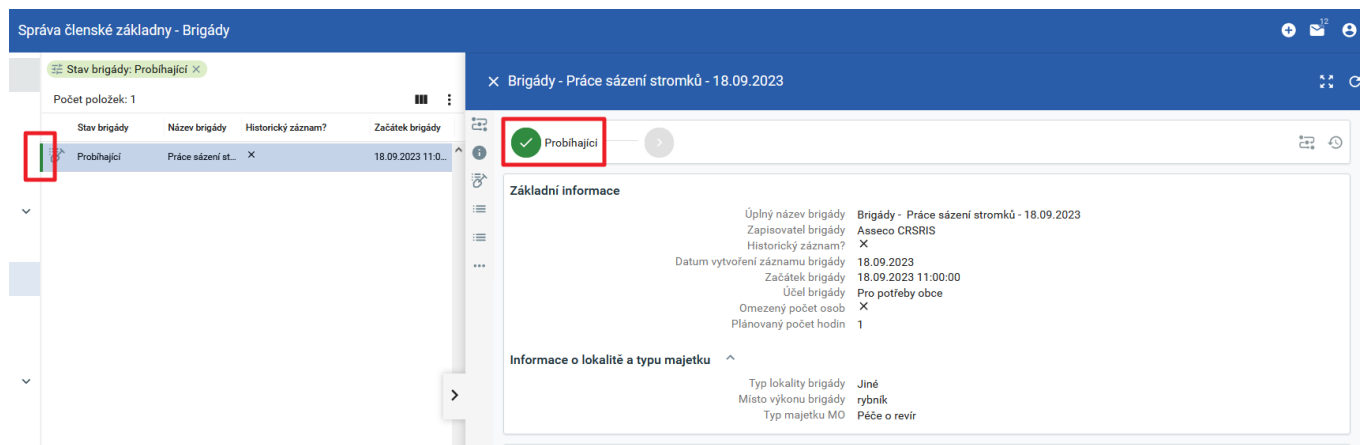 Správa členské základny - Brigády
12
Stav brigády: Probíhající
Počet položek: 1
Stav brigády Název brigády Historický záznam? Začátek brigády
Probíhající Práce sázení st... 18.09.2023 11:0...
Brigády - Práce sázení stromků - 18.09.2023
Probíhající
Základní informace
Úplný název brigády Brigády - Práce sázení stromků - 18.09.2023
Zapisovatel brigády Asseco CRSRIS
Historický záznam?
Datum vytvoření záznamu brigády 18.09.2023
Začátek brigády 18.09.2023 11:00:00
Účel brigády Pro potřeby obce
Omezený počet osob
Plánovaný počet hodin 1
Informace o lokalitě a typu majetku
Typ lokality brigády Jiné
Místo výkonu brigády rybník
Typ majetku MO Péče o revír